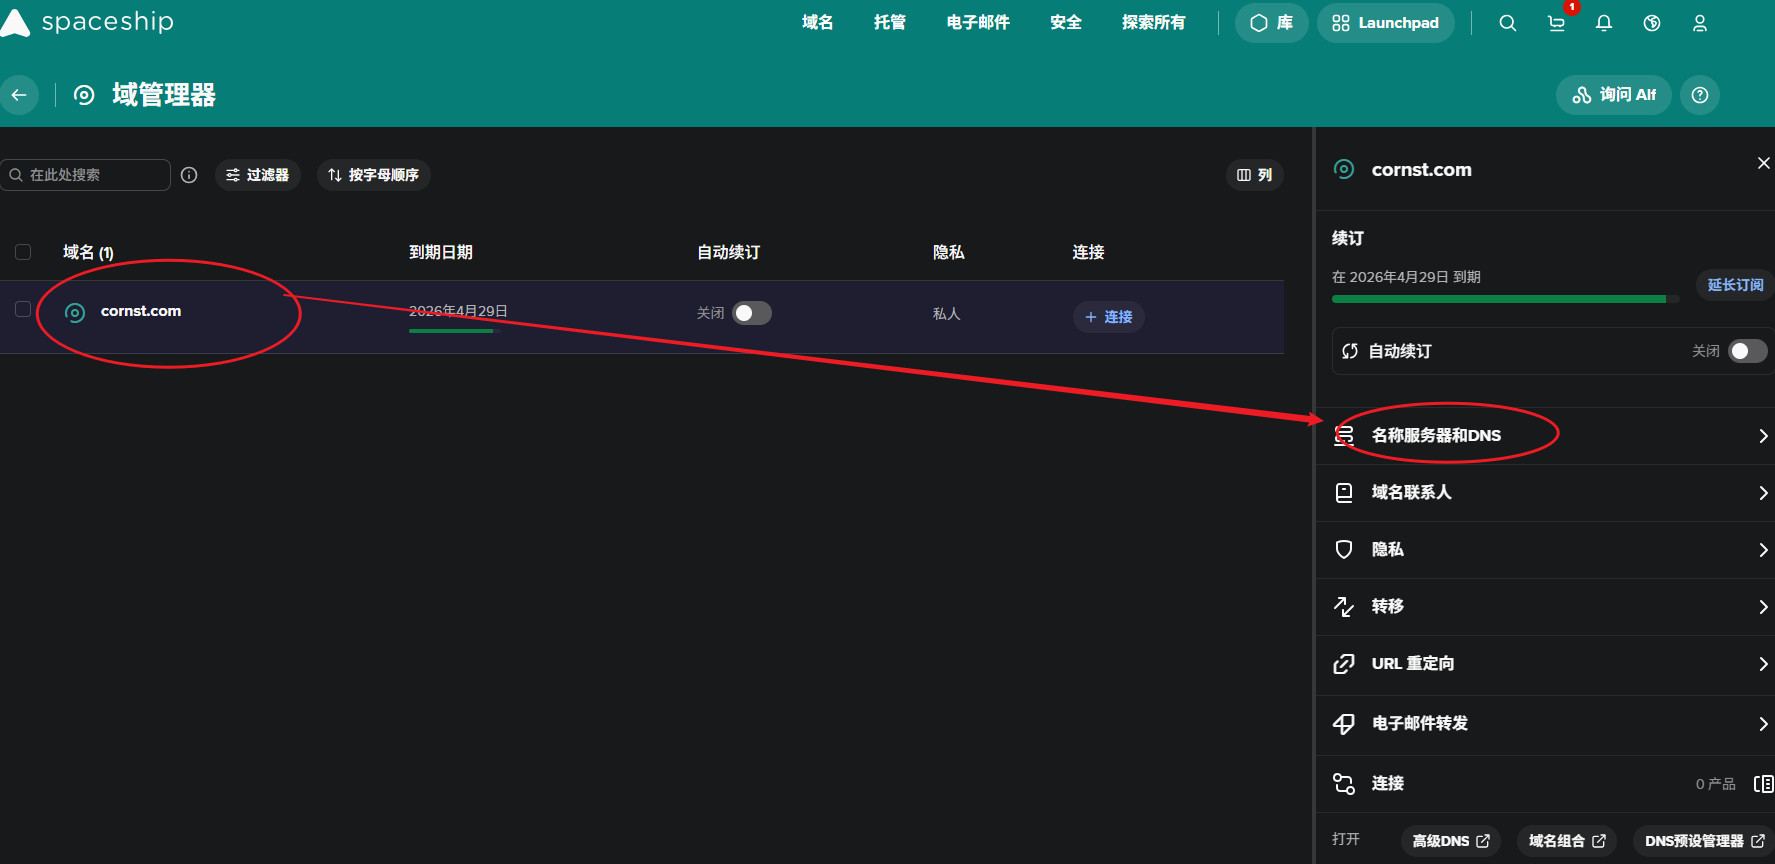 spaceship
域名 托管 电子邮件 安全 探索所有 库 Launchpad 1
域管理器 询问 Alf
在此处搜索 过滤器 按字母顺序 列
域名 (1) 到期日期 自动续订 隐私 连接
cornst.com 2026年4月29日 关闭 私人 + 连接
cornst.com
续订
在 2026年4月29日 到期
延长订阅
自动续订 关闭
名称服务器和DNS
域名联系人
隐私
转移
URL 重定向
电子邮件转发
连接 0 产品
打开 高级DNS 域名组合 DNS预设管理器